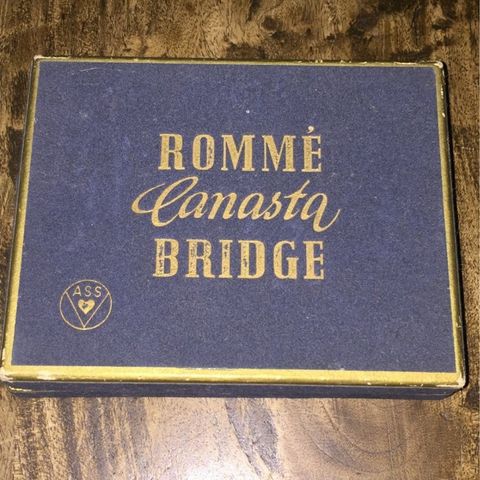 ROMMÉ
Canasta
BRIDGE
ASS